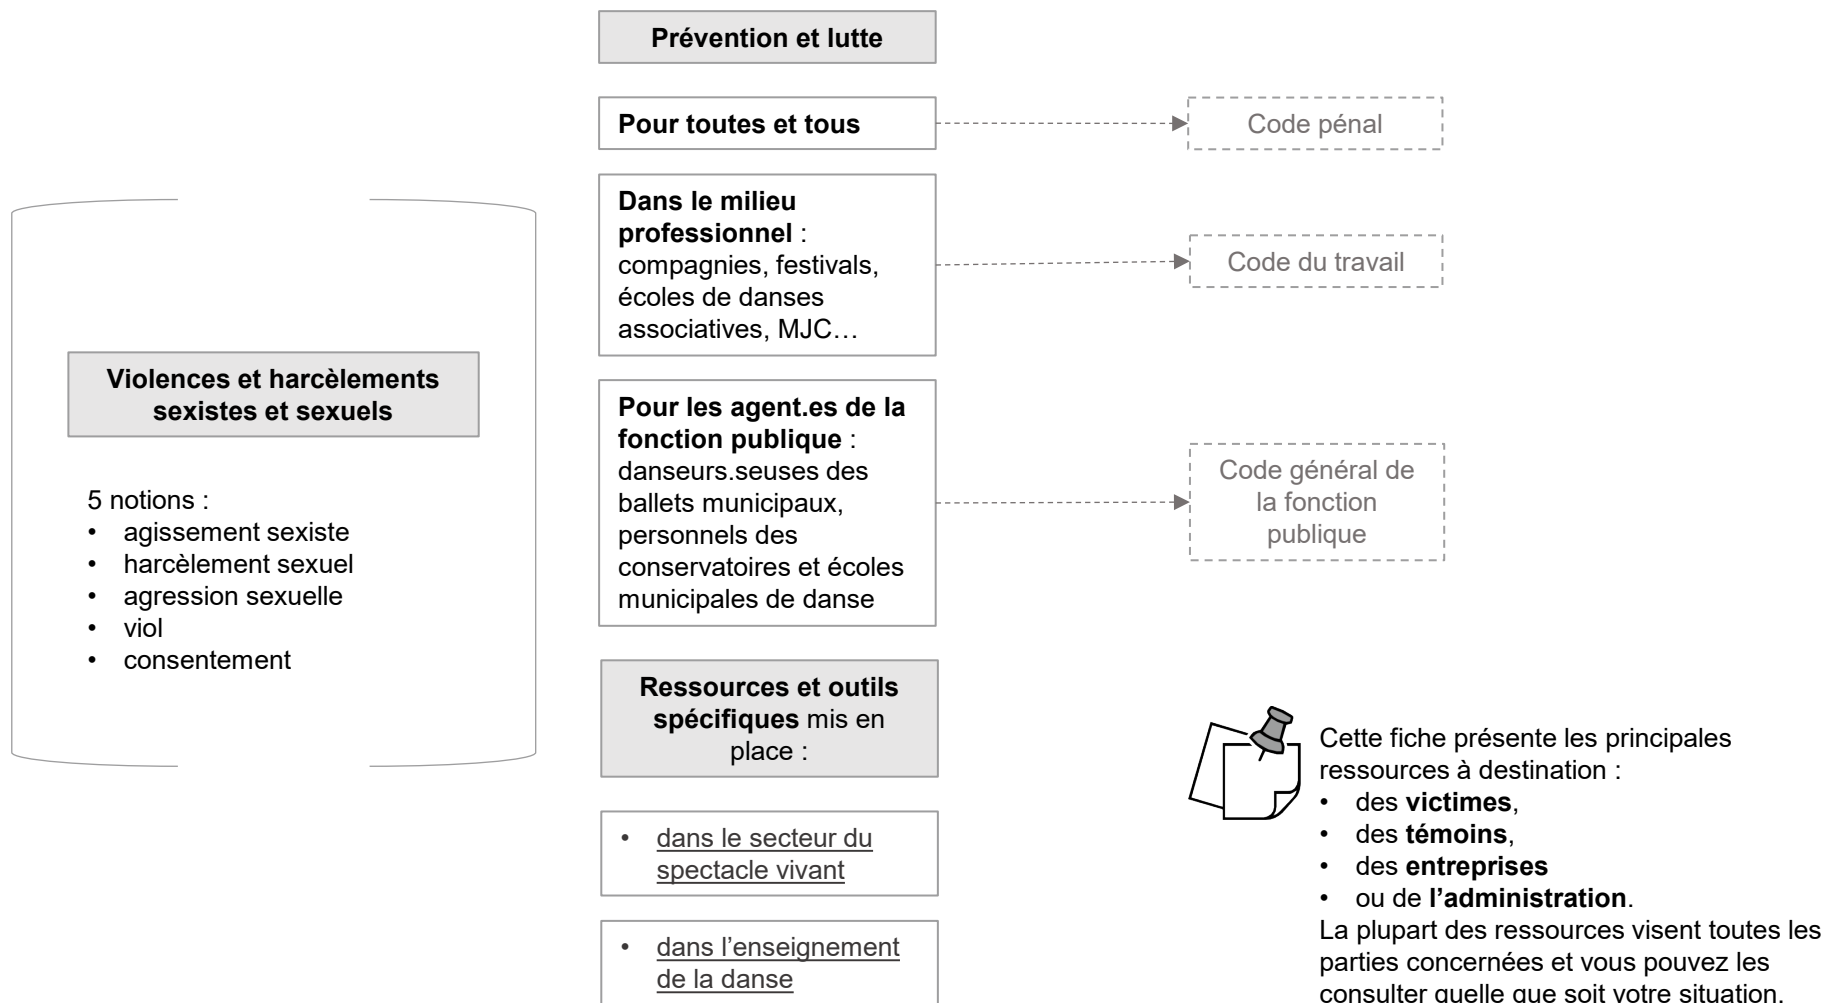 Prévention et lutte
Pour toutes et tous
Code pénal
Dans le milieu
professionnel :
compagnies, festivals,
écoles de danses
associatives, MJC…
Code du travail
Violences et harcèlements
sexistes et sexuels
5 notions :
• agissement sexiste
• harcèlement sexuel
• agression sexuelle
• viol
• consentement
Pour les agent.es de la
fonction publique :
danseurs.seuses des
ballets municipaux,
personnels des
conservatoires et écoles
municipales de danse
Code général de
la fonction
publique
Ressources et outils
spécifiques mis en
place :
• dans le secteur du
spectacle vivant
• dans l’enseignement
de la danse
Cette fiche présente les principales
ressources à destination :
• des victimes,
• des témoins,
• des entreprises
• ou de l’administration.
La plupart des ressources visent toutes les
parties concernées et vous pouvez les
consulter quelle que soit votre situation.